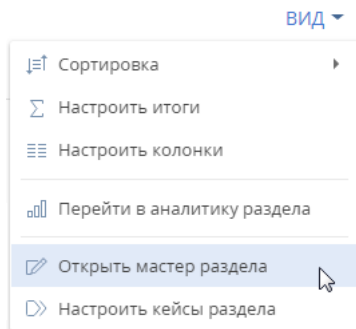 ВИД
Сортировка
Настроить итоги
Настроить колонки
Перейти в аналитику раздела
Открыть мастер раздела
Настроить кейсы раздела